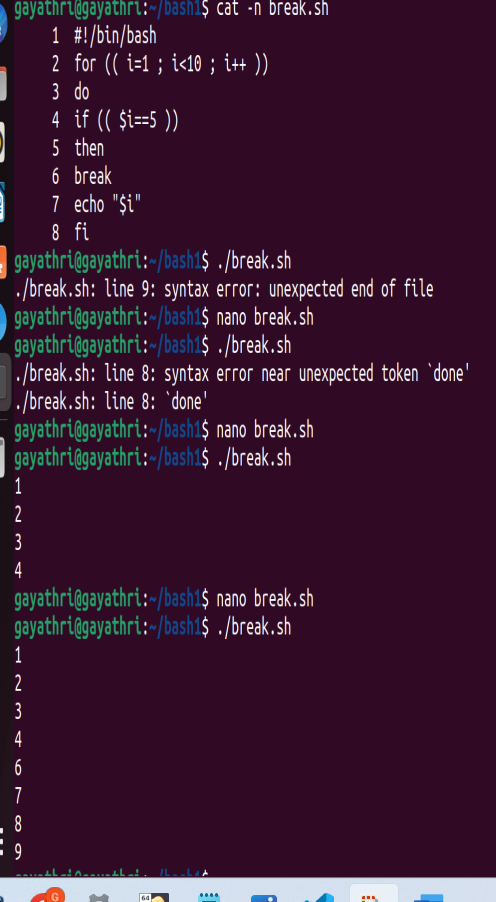 gayathri@gayathri:~/bash1$ cat -n break.sh
1 #!/bin/bash
2 for (( i=1 ; i<10 ; i++ ))
3 do
4 if (( $i==5 ))
5 then
6 break
7 echo "$i"
8 fi
gayathri@gayathri:~/bash1$ ./break.sh
./break.sh: line 9: syntax error: unexpected end of file
gayathri@gayathri:~/bash1$ nano break.sh
gayathri@gayathri:~/bash1$ ./break.sh
./break.sh: line 8: syntax error near unexpected token `done'
./break.sh: line 8: `done'
gayathri@gayathri:~/bash1$ nano break.sh
gayathri@gayathri:~/bash1$ ./break.sh
1
2
3
4
gayathri@gayathri:~/bash1$ nano break.sh
gayathri@gayathri:~/bash1$ ./break.sh
1
2
3
4
6
7
8
9
G
64